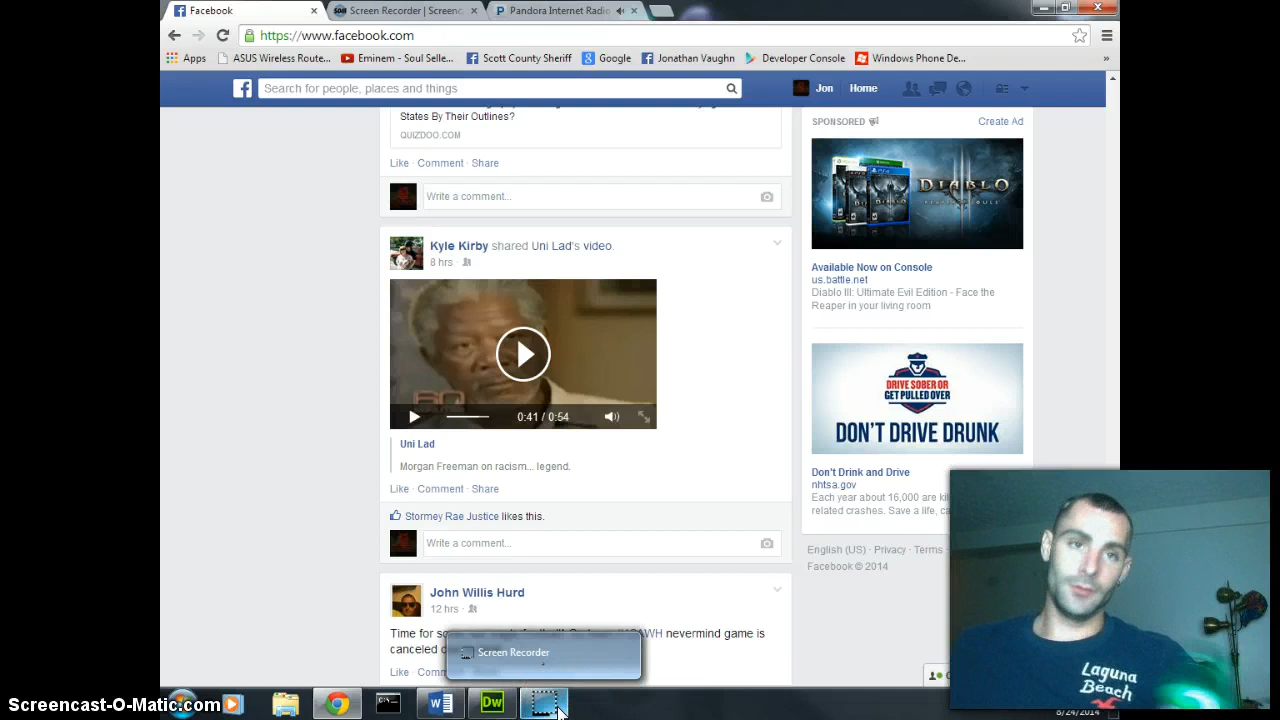 Facebook
Screen Recorder | Screenc
Pandora Internet Radio
https://www.facebook.com
Apps
ASUS Wireless Route...
Eminem - Soul Selle...
Scott County Sheriff
Google
Jonathan Vaughn
Developer Console
Windows Phone De...
Search for people, places and things
Jon
Home
States By Their Outlines?
QUIZDOO.COM
Like · Comment · Share
Write a comment...
Kyle Kirby shared Uni Lad's video.
8 hrs ·
0:41 / 0:54
Uni Lad
Morgan Freeman on racism... legend.
Like · Comment · Share
Stormey Rae Justice likes this.
Write a comment...
John Willis Hurd
12 hrs ·
Time for nevermind game is
canceled
Like ·
Screen Recorder
SPONSORED
Create Ad
DIABLO
Available Now on Console
us.battle.net
Diablo III: Ultimate Evil Edition - Face the
Reaper in your living room
DRIVE SOBER OR
GET PULLED OVER
DON'T DRIVE DRUNK
Don't Drink and Drive
nhtsa.gov
Each year about 16,000 are
related crashes. Save a life,
English (US) · Privacy · Terms
Facebook © 2014
Laguna
Beach
Screencast-O-Matic.com
8/24/2014